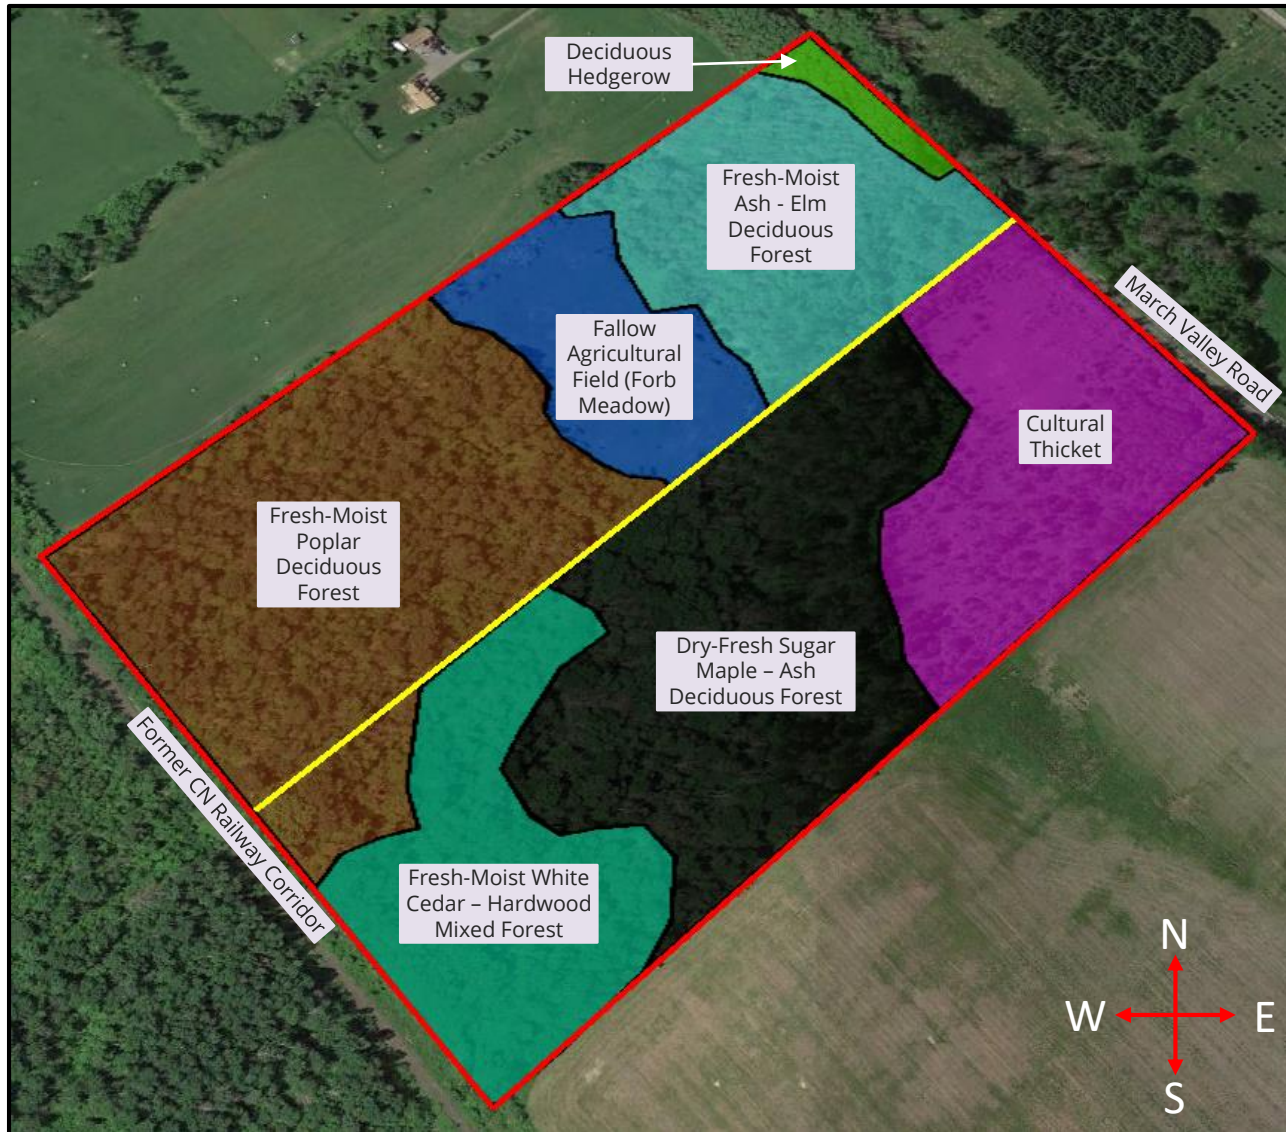 Deciduous
Hedgerow
Fresh-Moist
Ash - Elm
Deciduous
Forest
March Valley Road
Fallow
Agricultural
Field (Forb
Meadow)
Cultural
Thicket
Fresh-Moist
Poplar
Deciduous
Forest
Dry-Fresh Sugar
Maple – Ash
Deciduous Forest
Former CN Railway Corridor
Fresh-Moist White
Cedar – Hardwood
Mixed Forest
N
W E
S